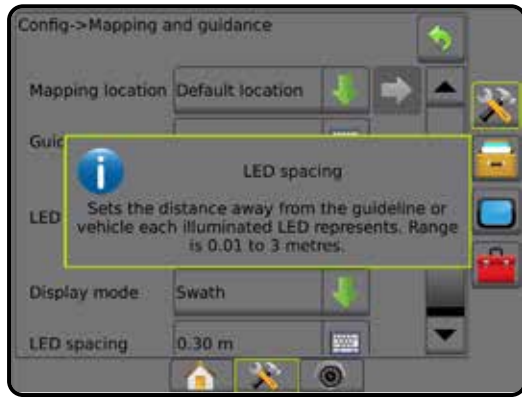 Config->Mapping and guidance
Mapping location Default location
LED spacing
Sets the distance away from the guideline or
vehicle each illuminated LED represents. Range
is 0.01 to 3 metres.
LED
Display mode Swath
LED spacing 0.30 m